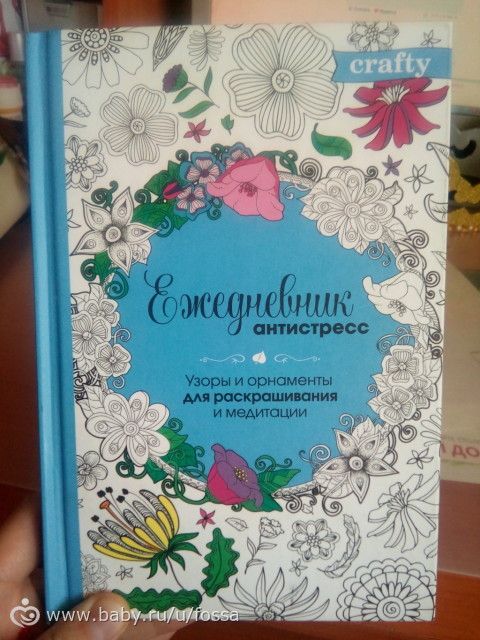 crafty
Ежедневник
антистресс
Узоры и орнаменты
для раскрашивания
и медитации
www.baby.ru/u/fossa